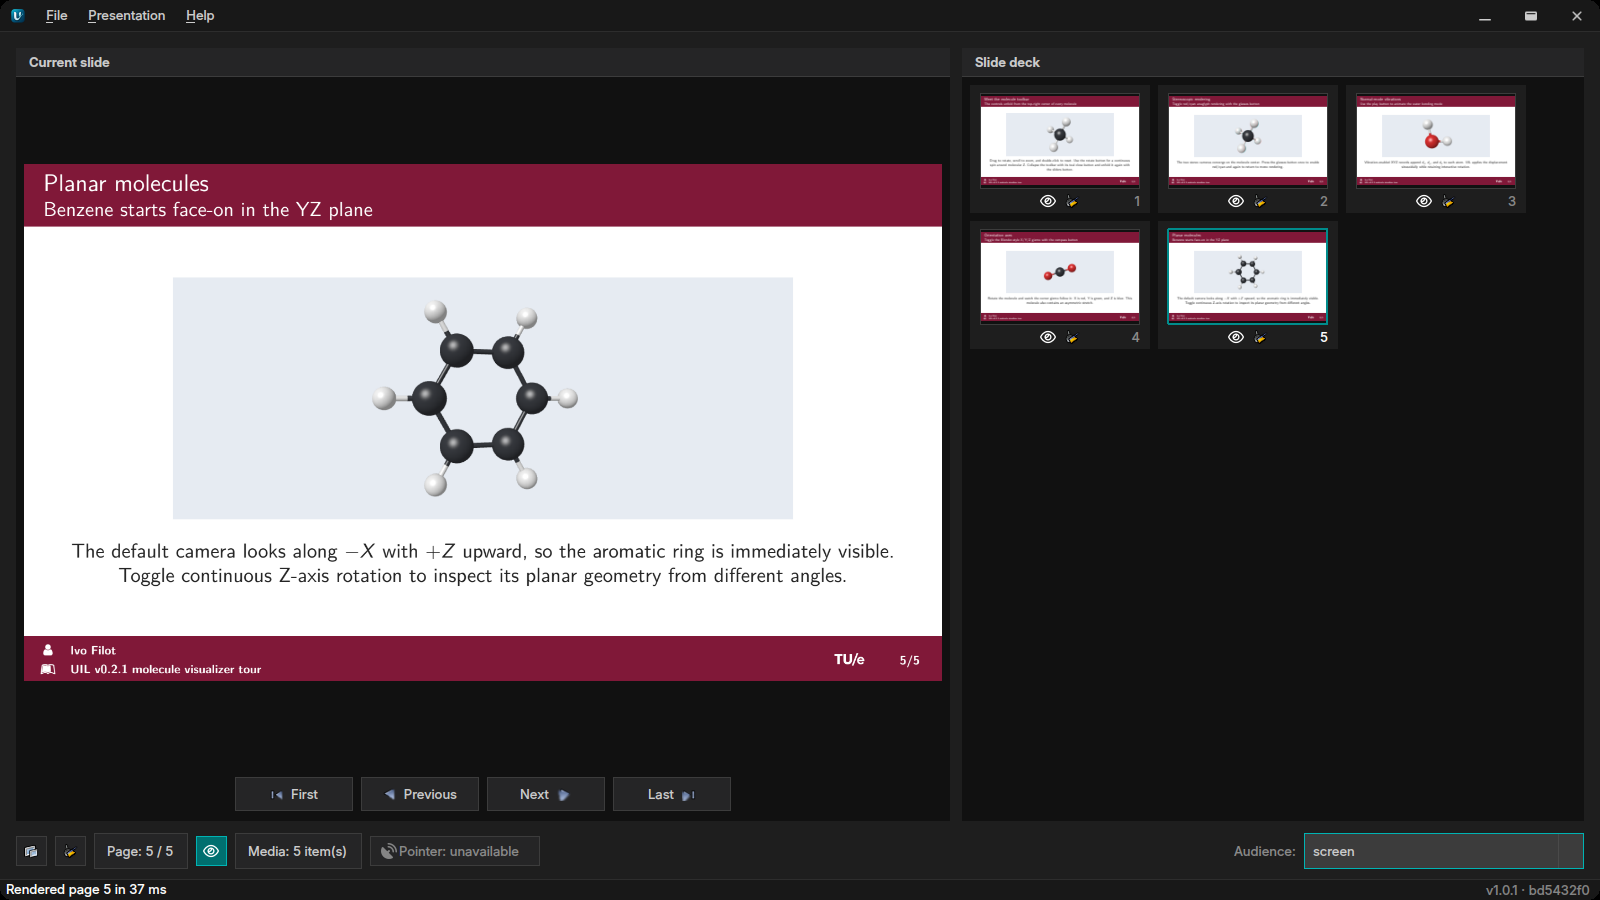 File Presentation Help
Current slide
Planar molecules
Benzene starts face-on in the YZ plane
The default camera looks along −X with +Z upward, so the aromatic ring is immediately visible.
Toggle continuous Z-axis rotation to inspect its planar geometry from different angles.
Ivo Filot
UIL v0.2.1 molecule visualizer tour
TU/e 5/5
First Previous Next Last
Slide deck
1 2 3
4 5
Page: 5 / 5 Media: 5 item(s) Pointer: unavailable
Audience: screen
Rendered page 5 in 37 ms
v1.0.1 · bd5432f0